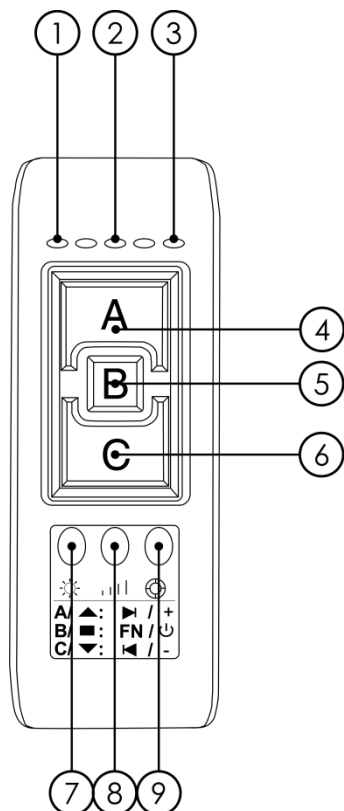 1 2 3
A
4
B
5
C
6
A/ ▲: ▶| / +
B/ ■: FN / ⏻
C/ ▼: |◀ / -
7 8 9